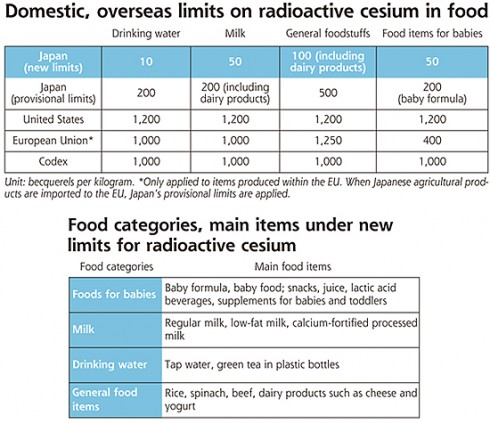 Domestic, overseas limits on radioactive cesium in food
Drinking water Milk General foodstuffs Food items for babies
Japan (new limits) 10 50 100 (including dairy products) 50
Japan (provisional limits) 200 200 (including dairy products) 500 200 (baby formula)
United States 1,200 1,200 1,200 1,200
European Union* 1,000 1,000 1,250 400
Codex 1,000 1,000 1,000 1,000
Unit: becquerels per kilogram. *Only applied to items produced within the EU. When Japanese agricultural prod-
ucts are imported to the EU, Japan's provisional limits are applied.
Food categories, main items under new
limits for radioactive cesium
Food categories Main food items
Foods for babies Baby formula, baby food; snacks, juice, lactic acid beverages, supplements for babies and toddlers
Milk Regular milk, low-fat milk, calcium-fortified processed milk
Drinking water Tap water, green tea in plastic bottles
General food items Rice, spinach, beef, dairy products such as cheese and yogurt